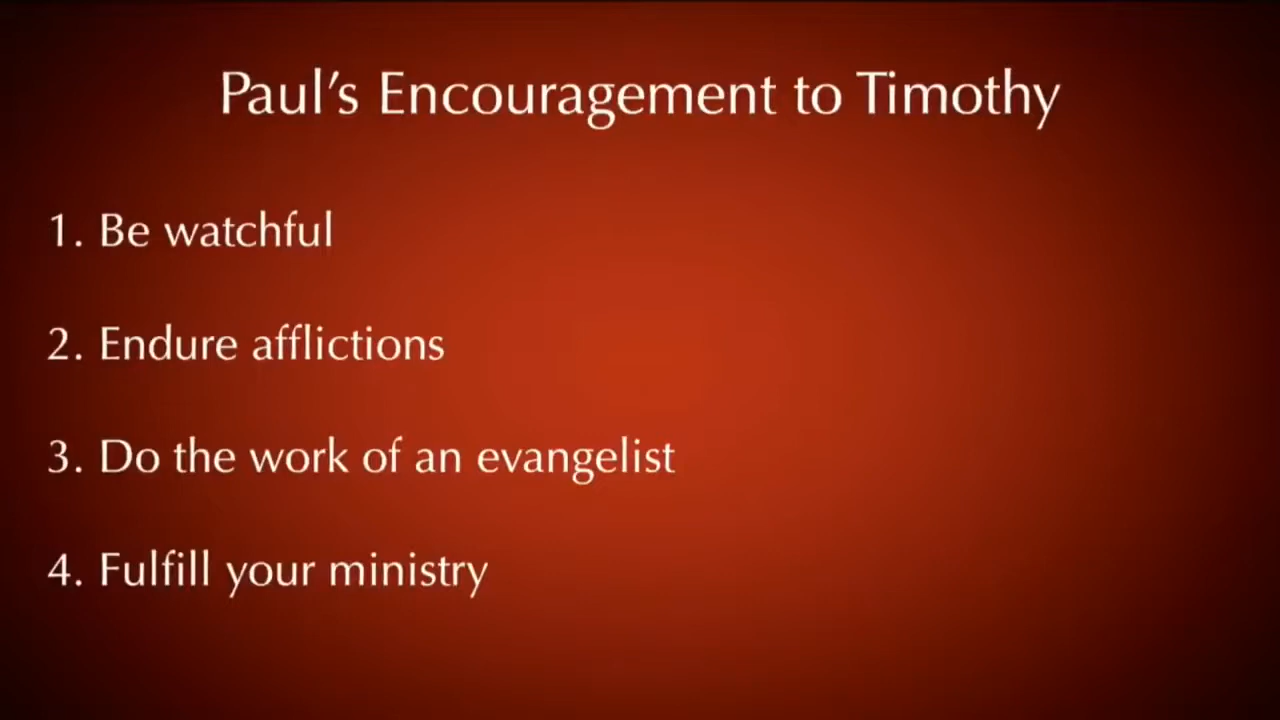 Paul’s Encouragement to Timothy
1. Be watchful
2. Endure afflictions
3. Do the work of an evangelist
4. Fulfill your ministry